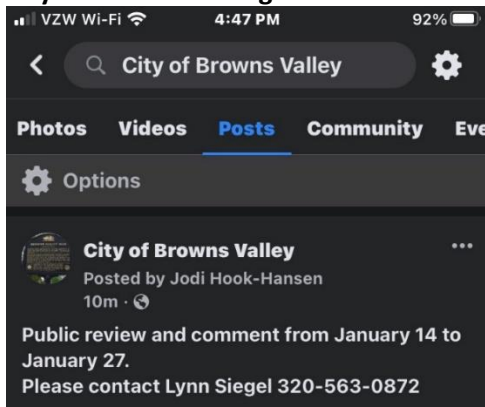 VZW Wi-Fi 4:47 PM 92%
City of Browns Valley
Photos Videos Posts Community Eve
Options
City of Browns Valley
Posted by Jodi Hook-Hansen
10m ·
Public review and comment from January 14 to
January 27.
Please contact Lynn Siegel 320-563-0872